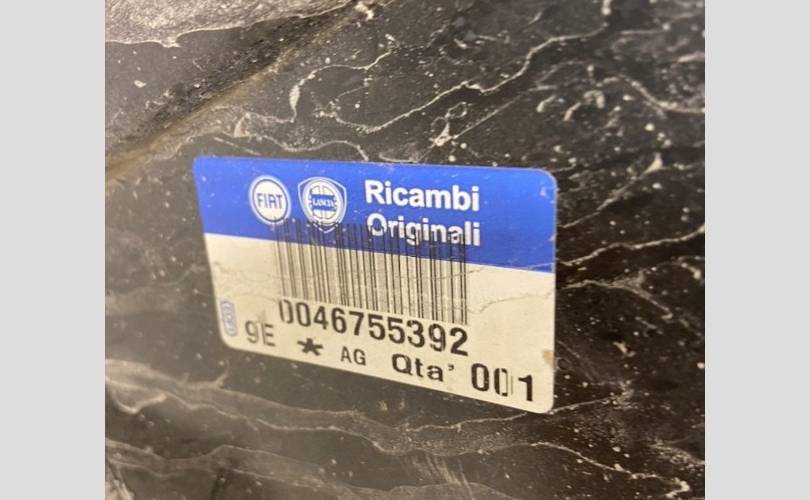 FIAT
LANCIA
Ricambi
Originali
0046755392
9E * AG Qta' 001